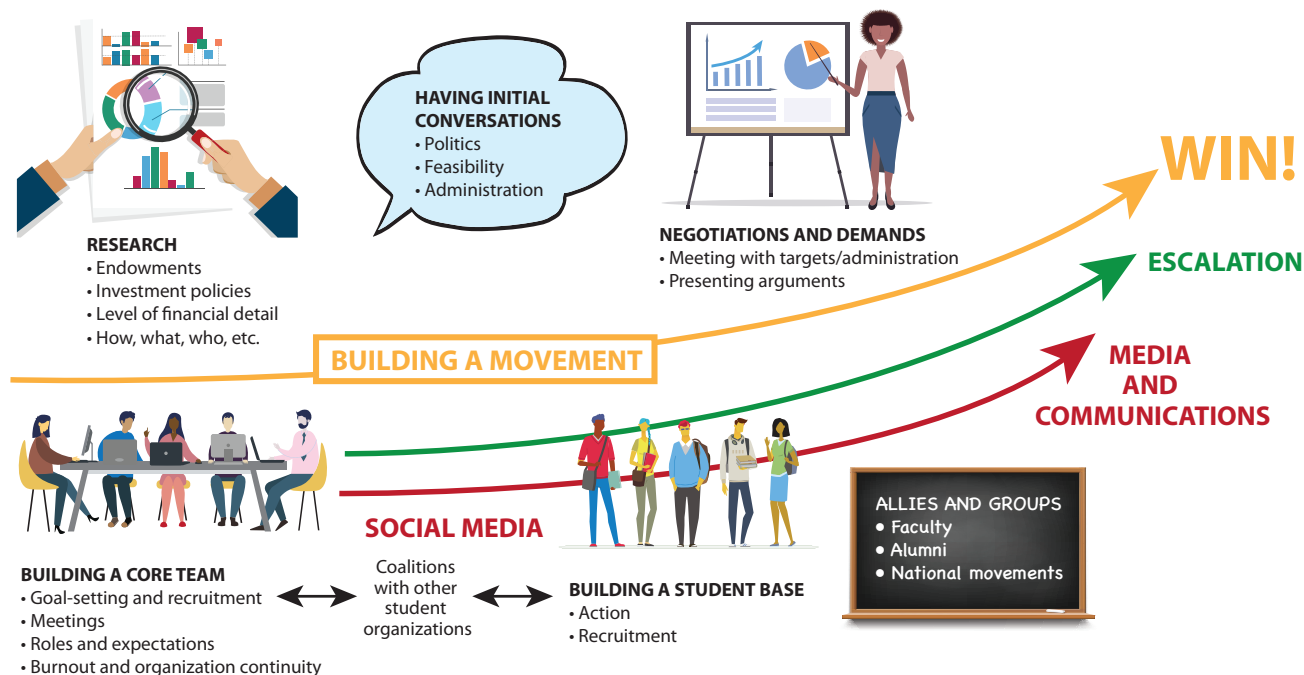 HAVING INITIAL
CONVERSATIONS
• Politics
• Feasibility
• Administration
WIN!
RESEARCH
• Endowments
• Investment policies
• Level of financial detail
• How, what, who, etc.
NEGOTIATIONS AND DEMANDS
• Meeting with targets/administration
• Presenting arguments
ESCALATION
BUILDING A MOVEMENT
MEDIA
AND
COMMUNICATIONS
SOCIAL MEDIA
ALLIES AND GROUPS
• Faculty
• Alumni
• National movements
BUILDING A CORE TEAM
• Goal-setting and recruitment
• Meetings
• Roles and expectations
• Burnout and organization continuity
Coalitions
with other
student
organizations
BUILDING A STUDENT BASE
• Action
• Recruitment